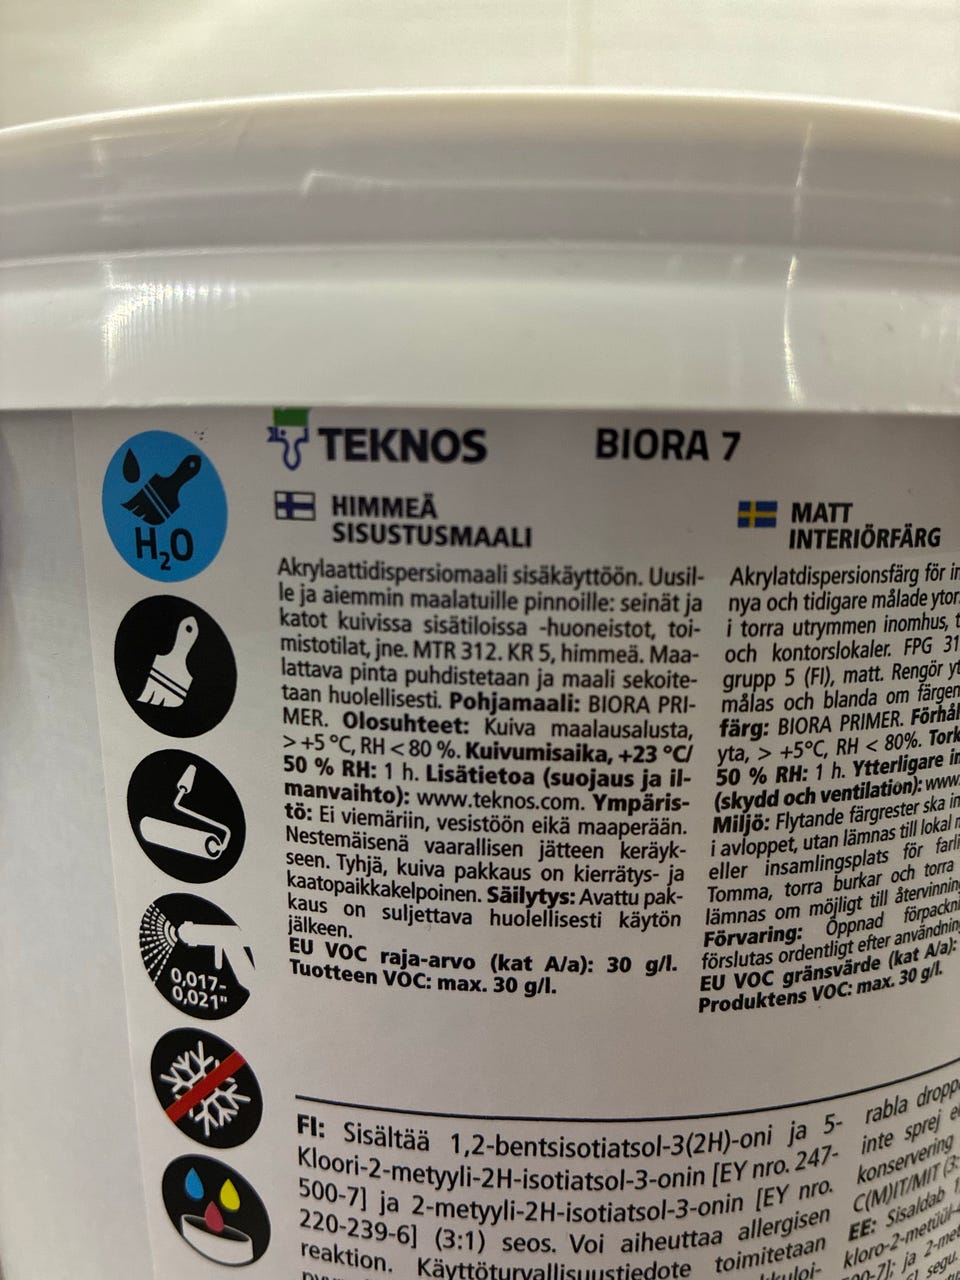 TEKNOS
BIORA 7
H₂O
0,017-
0,021"
HIMMEÄ
SISUSTUSMAALI
Akrylaattidispersiomaali sisäkäyttöön. Uusil-
le ja aiemmin maalatuille pinnoille: seinät ja
katot kuivissa sisätiloissa -huoneistot, toi-
mistotilat, jne. MTR 312. KR 5, himmeä. Maa-
lattava pinta puhdistetaan ja maali sekoite-
taan huolellisesti. Pohjamaali: BIORA PRI-
MER. Olosuhteet: Kuiva maalausalusta,
> +5 °C, RH < 80 %. Kuivumisaika, +23 °C/
50 % RH: 1 h. Lisätietoa (suojaus ja il-
manvaihto): www.teknos.com. Ympäris-
tö: Ei viemäriin, vesistöön eikä maaperään.
Nestemäisenä vaarallisen jätteen keräyk-
seen. Tyhjä, kuiva pakkaus on kierrätys- ja
kaatopaikkakelpoinen. Säilytys: Avattu pak-
kaus on suljettava huolellisesti käytön
jälkeen.
EU VOC raja-arvo (kat A/a): 30 g/l.
Tuotteen VOC: max. 30 g/l.
MATT
INTERIÖRFÄRG
Akrylatdispersionsfärg för
nya och tidigare målade
i torra utrymmen inomhus,
och kontorslokaler. FPG
grupp 5 (FI), matt. Rengör
målas och blanda om färgen
färg: BIORA PRIMER.
yta, > +5°C, RH < 80%.
50 % RH: 1 h. Ytterligare
(skydd och ventilation): www.
Miljö: Flytande färgrester ska
i avloppet, utan lämnas till lokal
eller insamlingsplats för
Tomma, torra burkar och torra
lämnas om möjligt till
Förvaring: Öppnad
förslutas ordentligt efter
EU VOC gränsvärde (kat A/a):
Produktens VOC: max. 30 g/l.
FI: Sisältää 1,2-bentsisotiatsol-3(2H)-oni ja 5-
Kloori-2-metyyli-2H-isotiatsol-3-onin [EY nro. 247-
500-7] ja 2-metyyli-2H-isotiatsol-3-onin [EY nro.
220-239-6] (3:1) seos. Voi aiheuttaa allergisen
reaktion. Käyttöturvallisuustiedote toimitetaan
rabla
inte sprej
konservering
C(M)IT/MIT
EE: Sisaldab